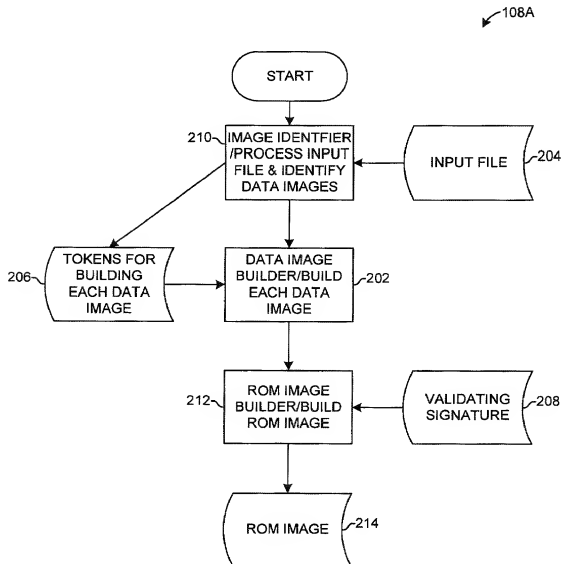 108A
START
210
IMAGE IDENTFIER
/PROCESS INPUT
FILE & IDENTIFY
DATA IMAGES
INPUT FILE
204
206
TOKENS FOR
BUILDING
EACH DATA
IMAGE
DATA IMAGE
BUILDER/BUILD
EACH DATA
IMAGE
202
212
ROM IMAGE
BUILDER/BUILD
ROM IMAGE
VALIDATING
SIGNATURE
208
ROM IMAGE
214